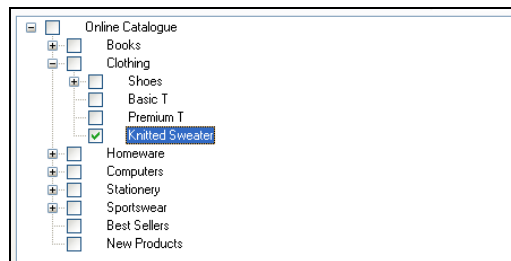 Online Catalogue
Books
Clothing
Shoes
Basic T
Premium T
Knitted Sweater
Homeware
Computers
Stationery
Sportswear
Best Sellers
New Products